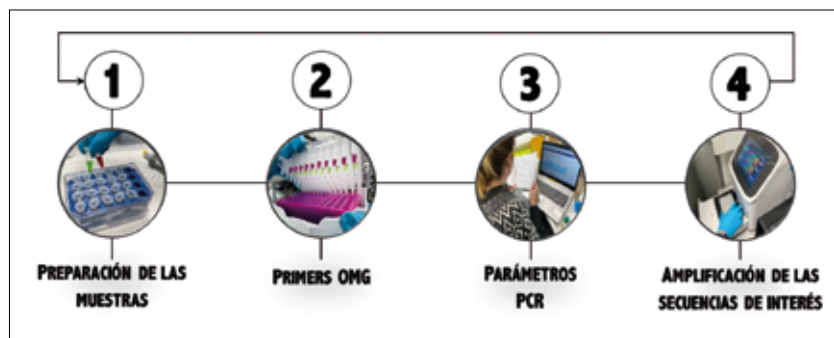 1
2
3
4
PREPARACIÓN DE LAS
MUESTRAS
PRIMERS OMG
PARÁMETROS
PCR
AMPLIFICACIÓN DE LAS
SECUENCIAS DE INTERÉS